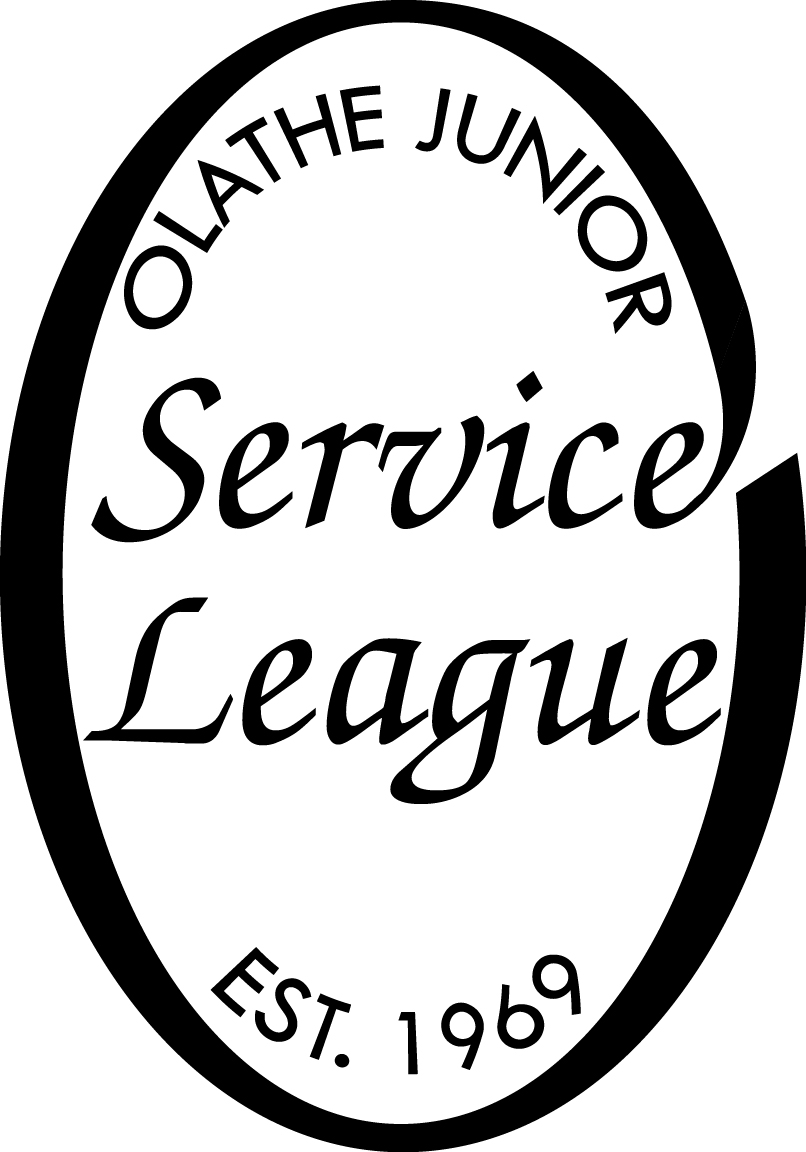 OLATHE JUNIOR
Service
League
EST. 1969